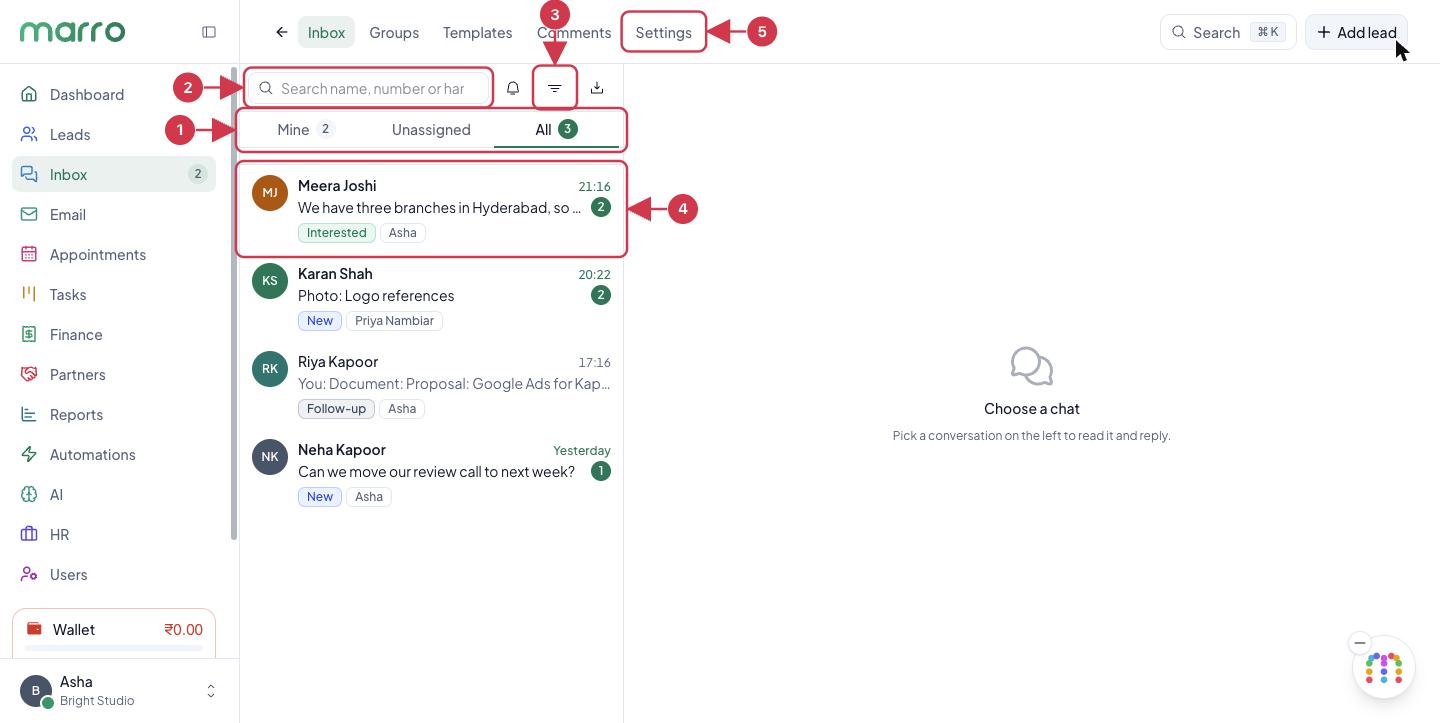 marro
Inbox
Groups
Templates
Comments
Settings
Search
⌘ K
Add lead
3
5
2
1
4
Dashboard
Leads
Inbox 2
Email
Appointments
Tasks
Finance
Partners
Reports
Automations
AI
HR
Users
Wallet ₹0.00
B
Asha
Bright Studio
Search name, number or har
Mine 2
Unassigned
All 3
MJ
Meera Joshi 21:16
We have three branches in Hyderabad, so ... 2
Interested Asha
KS
Karan Shah 20:22
Photo: Logo references 2
New Priya Nambiar
RK
Riya Kapoor 17:16
You: Document: Proposal: Google Ads for Kap...
Follow-up Asha
NK
Neha Kapoor Yesterday
Can we move our review call to next week? 1
New Asha
Choose a chat
Pick a conversation on the left to read it and reply.